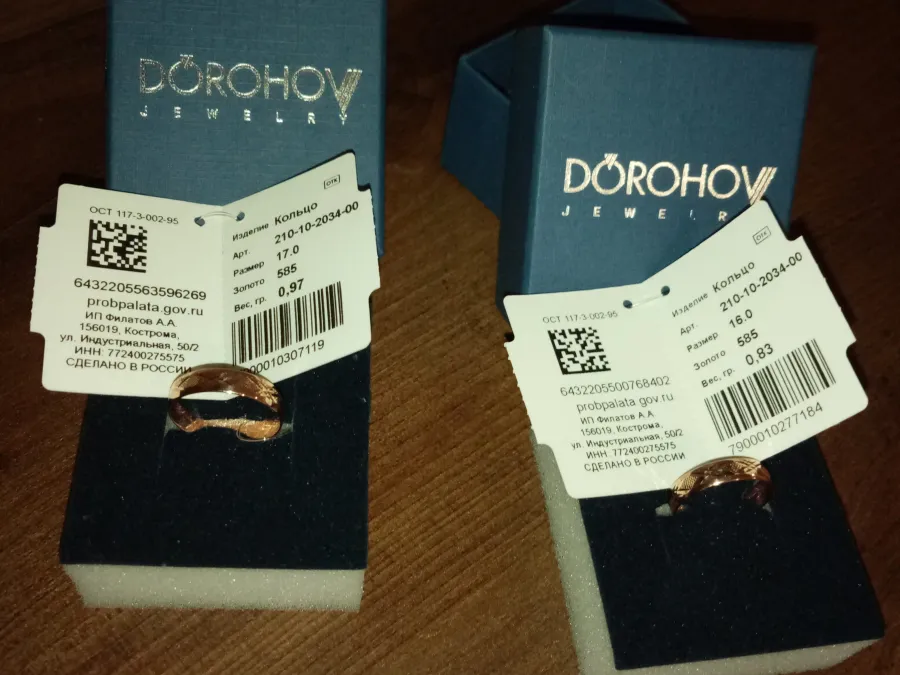 DOROHOV
JEWELRY
ОСТ 117-3-002-95
6432205563596269
probpalata.gov.ru
ИП Филатов А.А.
156019, Кострома,
ул. Индустриальная, 50/2
ИНН: 772400275575
СДЕЛАНО В РОССИИ
ОТК
Изделие Кольцо
Арт. 210-10-2034-00
Размер 17.0
Золото 585
Вес, гр. 0,97
DOROHOV
JEWELRY
ОСТ 117-3-002-95
6432205500768402
probpalata.gov.ru
ИП Филатов А.А.
156019, Кострома,
ул. Индустриальная, 50/2
ИНН: 772400275575
СДЕЛАНО В РОССИИ
ОТК
Изделие Кольцо
Арт. 210-10-2034-00
Размер 16.0
Золото 585
Вес, гр. 0,83
7900010277184